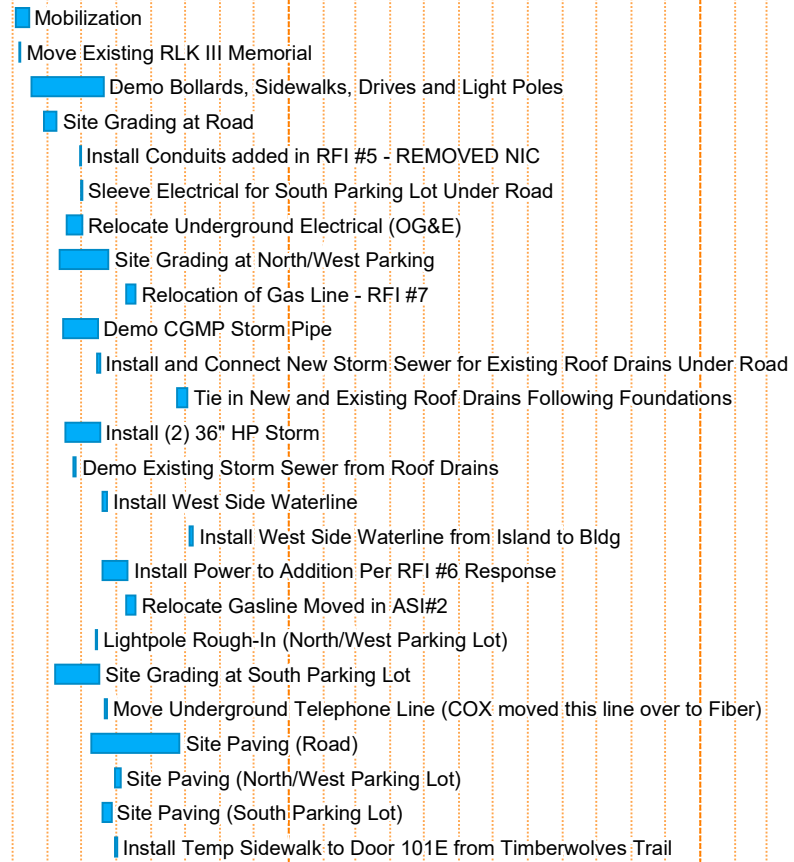 Mobilization
Move Existing RLK III Memorial
Demo Bollards, Sidewalks, Drives and Light Poles
Site Grading at Road
Install Conduits added in RFI #5 - REMOVED NIC
Sleeve Electrical for South Parking Lot Under Road
Relocate Underground Electrical (OG&E)
Site Grading at North/West Parking
Relocation of Gas Line - RFI #7
Demo CGMP Storm Pipe
Install and Connect New Storm Sewer for Existing Roof Drains Under Road
Tie in New and Existing Roof Drains Following Foundations
Install (2) 36" HP Storm
Demo Existing Storm Sewer from Roof Drains
Install West Side Waterline
Install West Side Waterline from Island to Bldg
Install Power to Addition Per RFI #6 Response
Relocate Gasline Moved in ASI#2
Lightpole Rough-In (North/West Parking Lot)
Site Grading at South Parking Lot
Move Underground Telephone Line (COX moved this line over to Fiber)
Site Paving (Road)
Site Paving (North/West Parking Lot)
Site Paving (South Parking Lot)
Install Temp Sidewalk to Door 101E from Timberwolves Trail